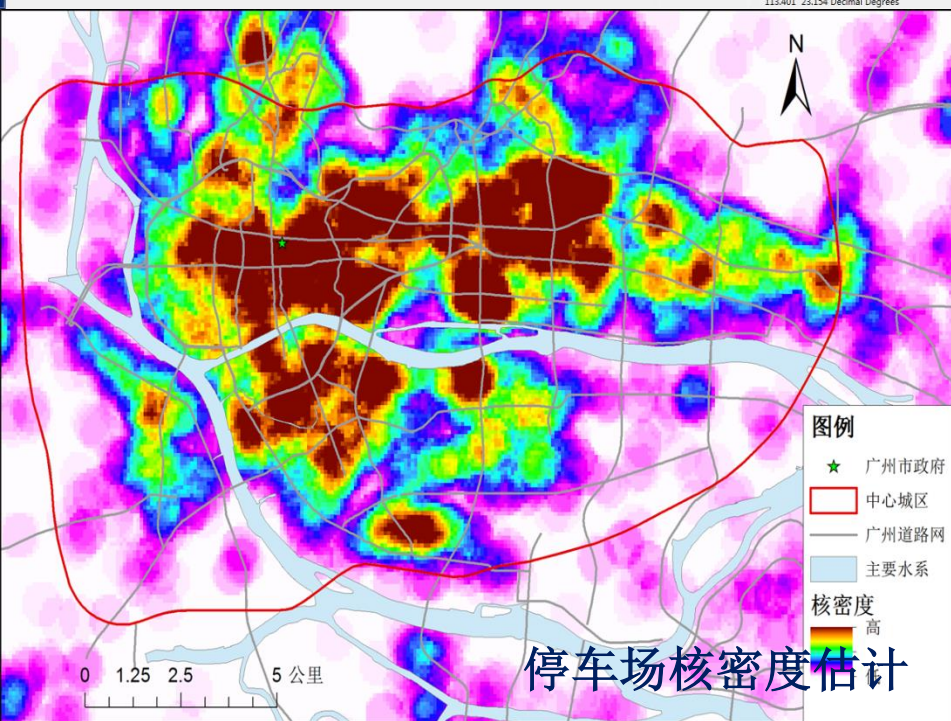 113.401 23.154 Decimal Degrees
N
图例
广州市政府
中心城区
广州道路网
主要水系
核密度
高
0 1.25 2.5 5 公里
停车场核密度估计